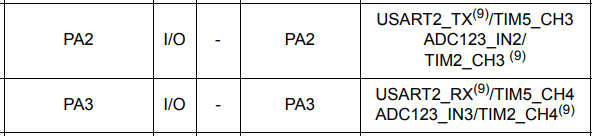 PA2 I/O - PA2 USART2_TX(9)/TIM5_CH3
ADC123_IN2/
TIM2_CH3 (9)
PA3 I/O - PA3 USART2_RX(9)/TIM5_CH4
ADC123_IN3/TIM2_CH4(9)